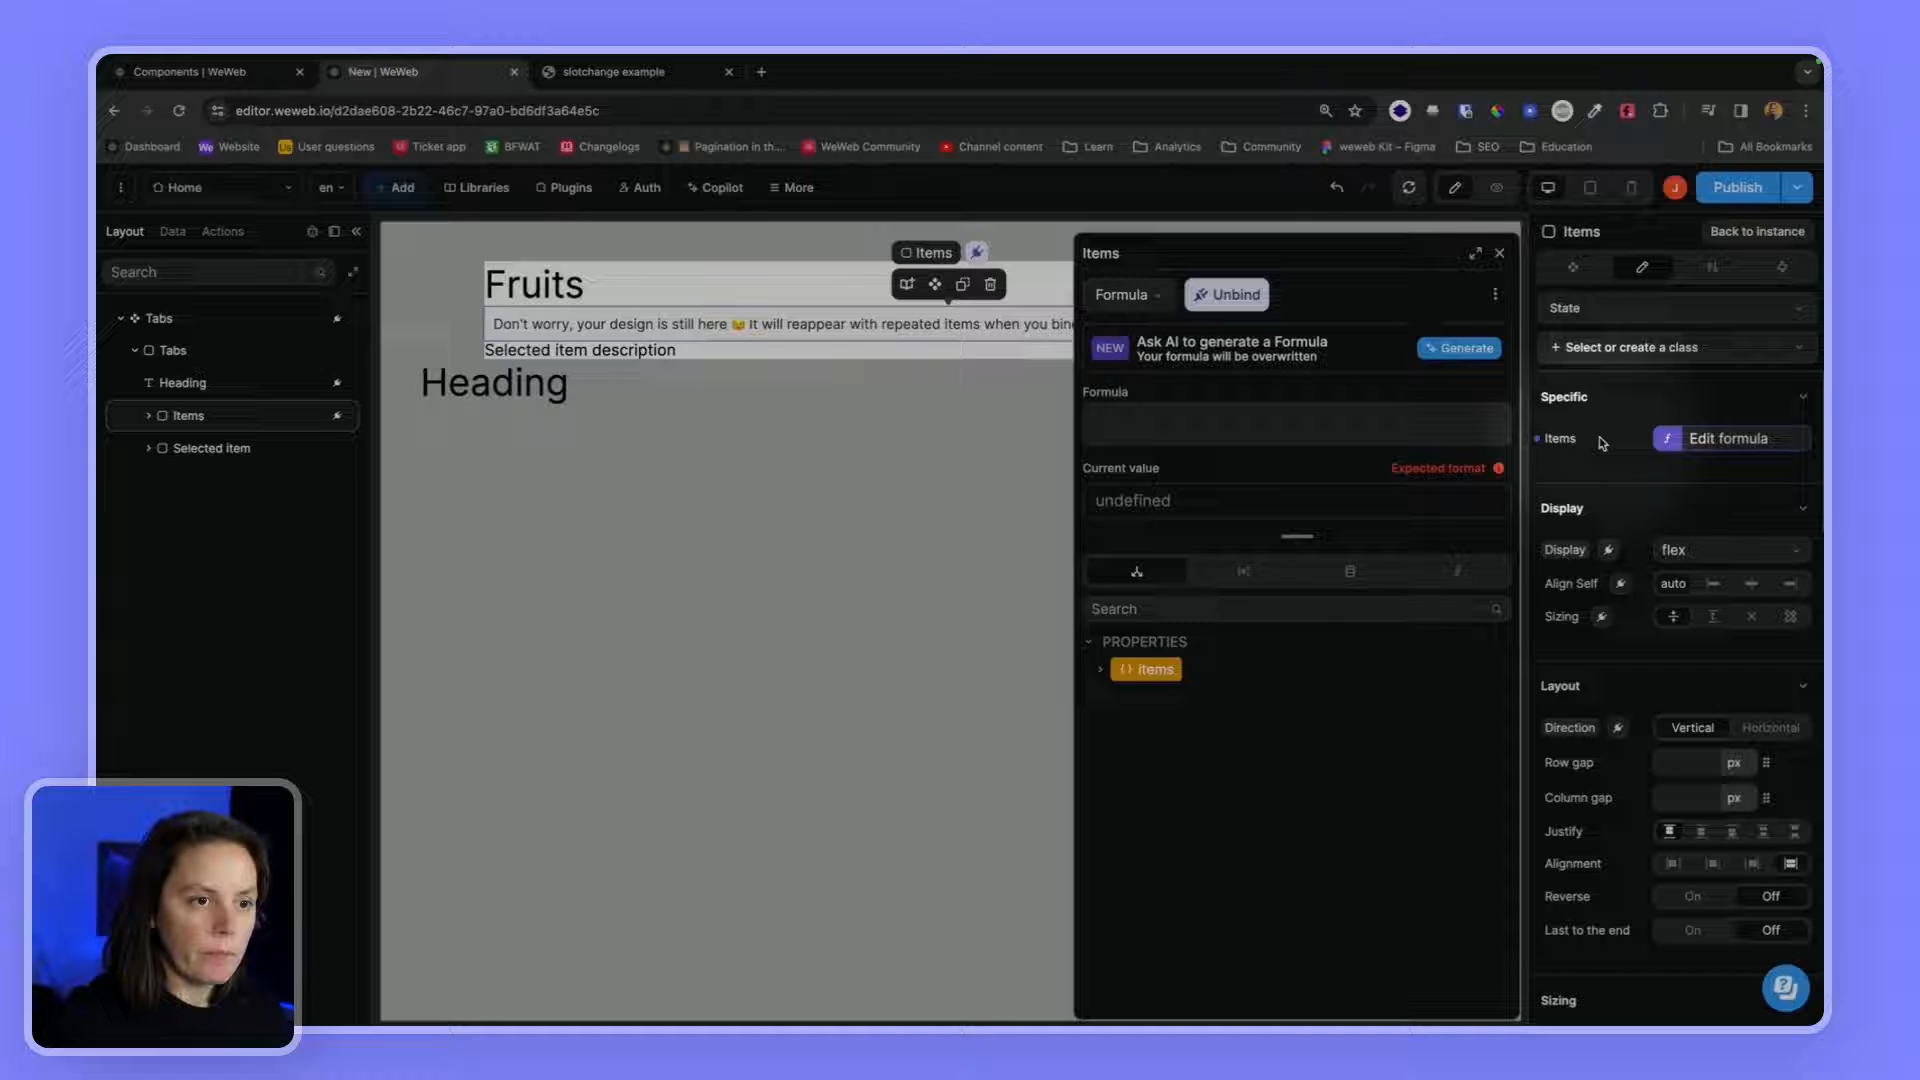 Components | WeWeb
New | WeWeb
slotchange example
editor.weweb.io/d2dae608-2b22-46c7-97a0-bd6df3a64e5c
Dashboard
We Website
Us User questions
Ticket app
BFWAT
Changelogs
Pagination in th...
WeWeb Community
Channel content
Learn
Analytics
Community
weweb Kit – Figma
SEO
Education
All Bookmarks
Home
en
+ Add
Libraries
Plugins
Auth
Copilot
More
J
Publish
Layout Data Actions
Search
Tabs
Tabs
T Heading
Items
Selected item
Items
Fruits
Don't worry, your design is still here 😉 It will reappear with repeated items when you bin
Selected item description
Heading
Items
Formula
Unbind
NEW
Ask AI to generate a Formula
Your formula will be overwritten
Generate
Formula
Current value
Expected format
undefined
Search
PROPERTIES
{} items
Items
Back to instance
State
+ Select or create a class
Specific
Items
f Edit formula
Display
Display flex
Align Self auto
Sizing
Layout
Direction Vertical Horizontal
Row gap px
Column gap px
Justify
Alignment
Reverse On Off
Last to the end On Off
Sizing